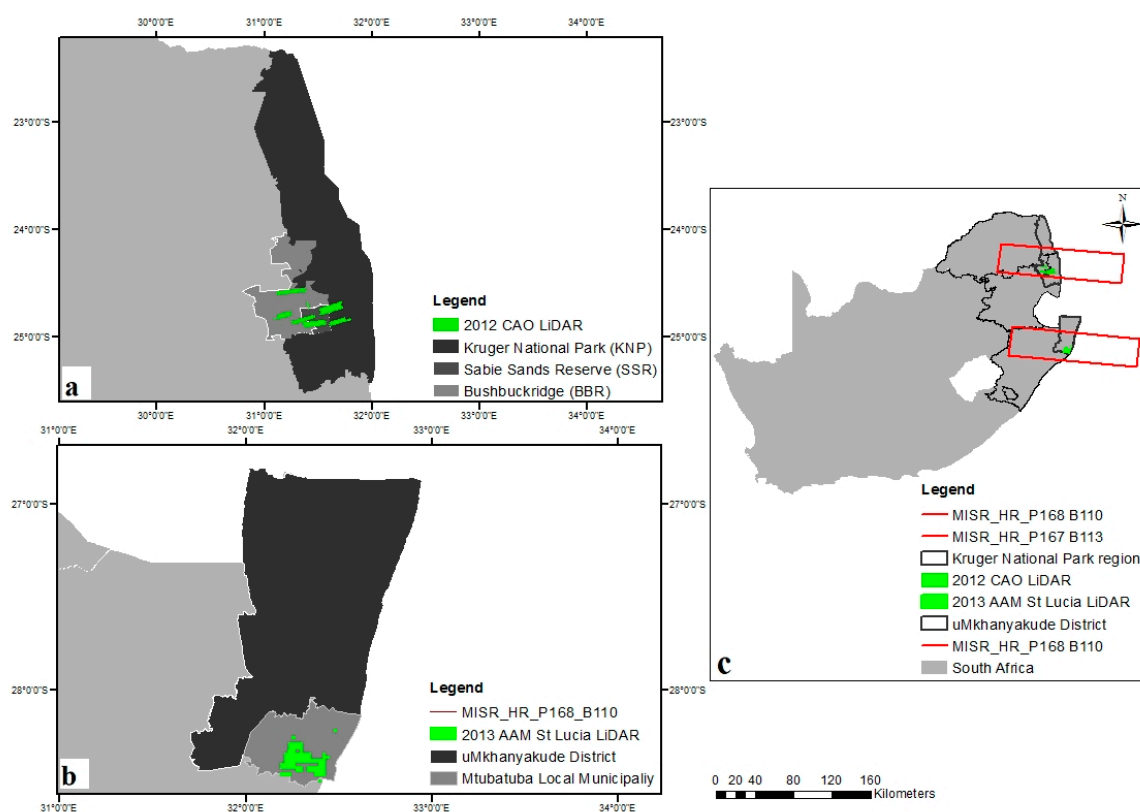 30°0'0"E 31°0'0"E 32°0'0"E 33°0'0"E 34°0'0"E
23°0'0"S 23°0'0"S
24°0'0"S 24°0'0"S
25°0'0"S 25°0'0"S
Legend
2012 CAO LiDAR
Kruger National Park (KNP)
Sabie Sands Reserve (SSR)
Bushbuckridge (BBR)
a
30°0'0"E 31°0'0"E 32°0'0"E 33°0'0"E 34°0'0"E
31°0'0"E 32°0'0"E 33°0'0"E 34°0'0"E
27°0'0"S 27°0'0"S
28°0'0"S 28°0'0"S
Legend
MISR_HR_P168_B110
2013 AAM St Lucia LiDAR
uMkhanyakude District
Mtubatuba Local Municipaliy
b
31°0'0"E 32°0'0"E 33°0'0"E 34°0'0"E
N
Legend
MISR_HR_P168 B110
MISR_HR_P167 B113
Kruger National Park region
2012 CAO LiDAR
2013 AAM St Lucia LiDAR
uMkhanyakude District
MISR_HR_P168 B110
South Africa
c
0 20 40 80 120 160
Kilometers